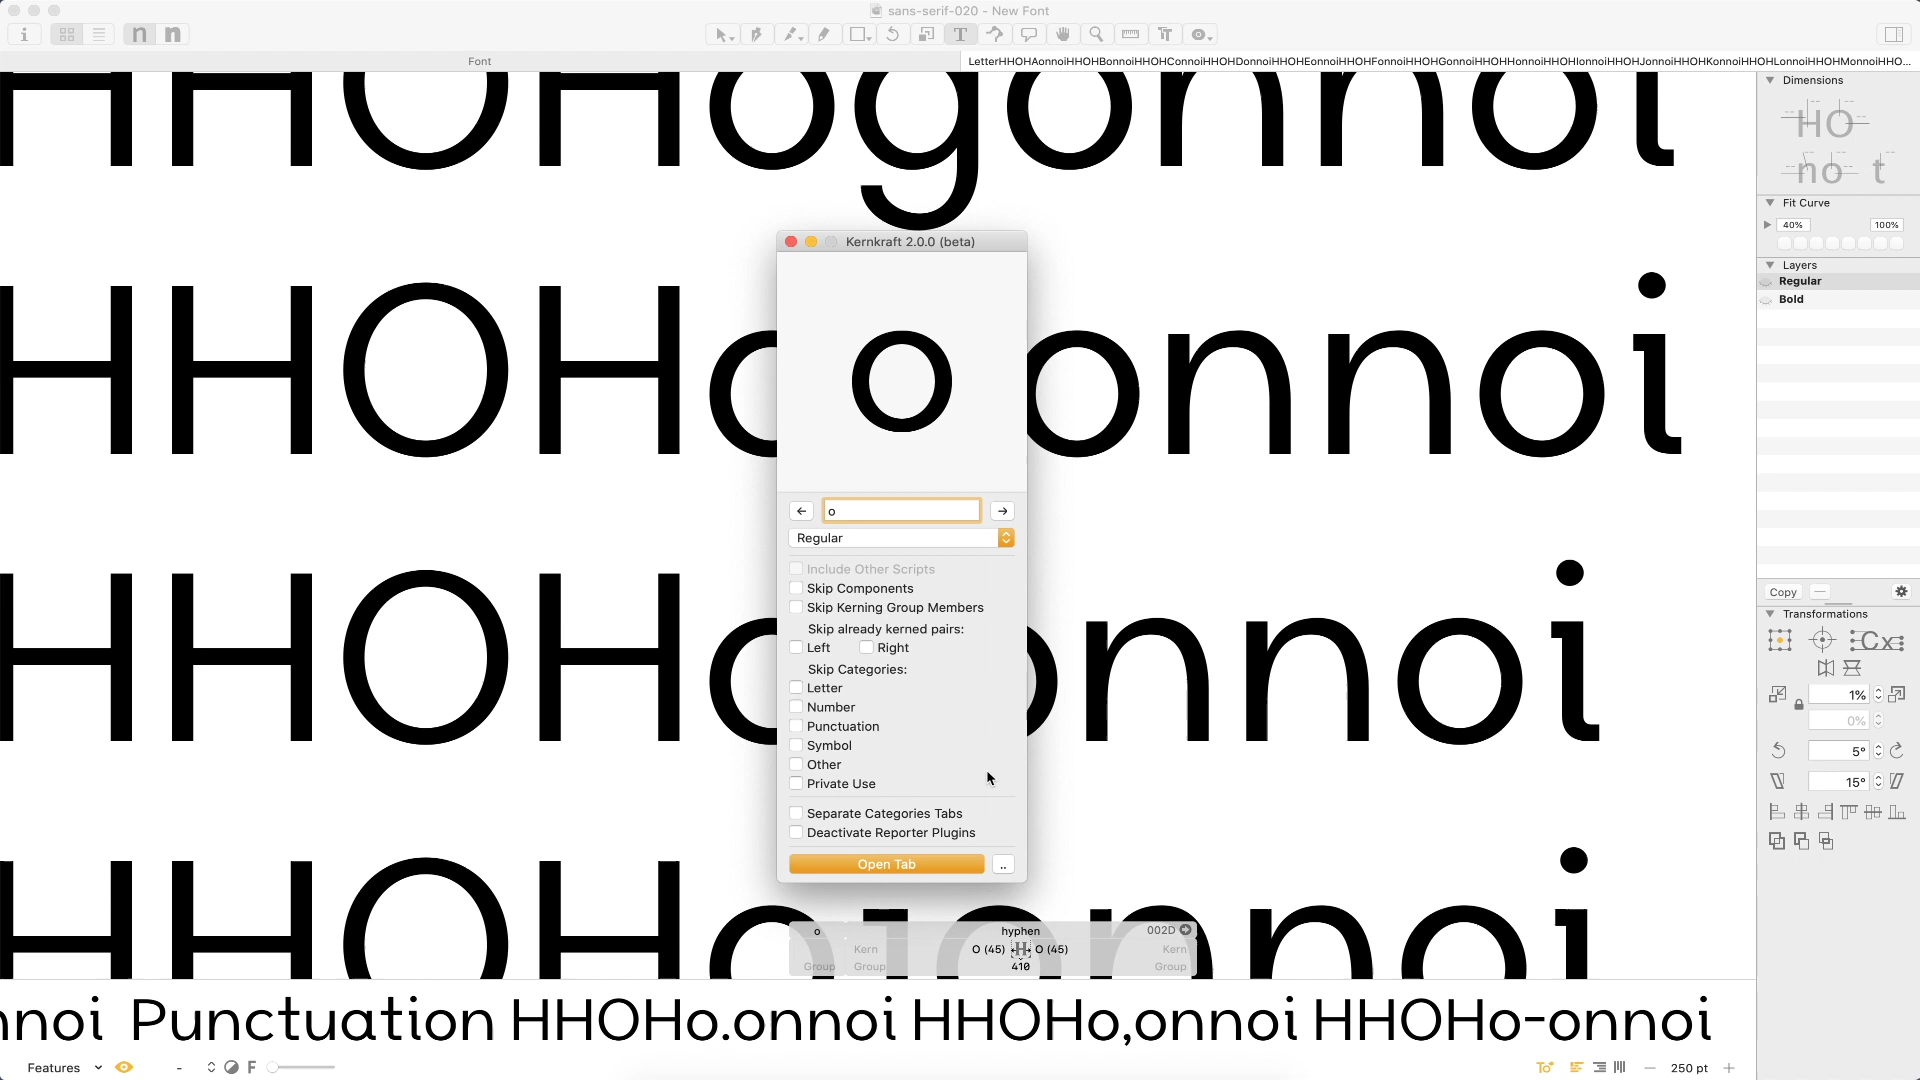 sans-serif-020 - New Font
Font
LetterHHOHAonnoiHHOHBonnoiHHOHConnoiHHOHDonnoiHHOHEonnoiHHOHFonnoiHHOHGonnoiHHOHHonnoiHHOHIonnoiHHOHJonnoiHHOHKonnoiHHOHLonnoiHHOHMonnoiHHO...
HHOHogonnoi
Dimensions
HO
no t
Fit Curve
40% 100%
Layers
Regular
Bold
Kernkraft 2.0.0 (beta)
HHOHo onnoi
o
o
Regular
Include Other Scripts
Skip Components
Skip Kerning Group Members
Skip already kerned pairs:
Left Right
Skip Categories:
Letter
Number
Punctuation
Symbol
Other
Private Use
Separate Categories Tabs
Deactivate Reporter Plugins
Open Tab ..
HHOHo onnoi
Copy
Transformations
Cx
1%
0%
5°
15°
HHOHoionnoi
o hyphen 002D
Kern O (45) H O (45) Kern
Group Group 410 Group
nnoi Punctuation HHOHo.onnoi HHOHo,onnoi HHOHo-onnoi
Features - F 250 pt